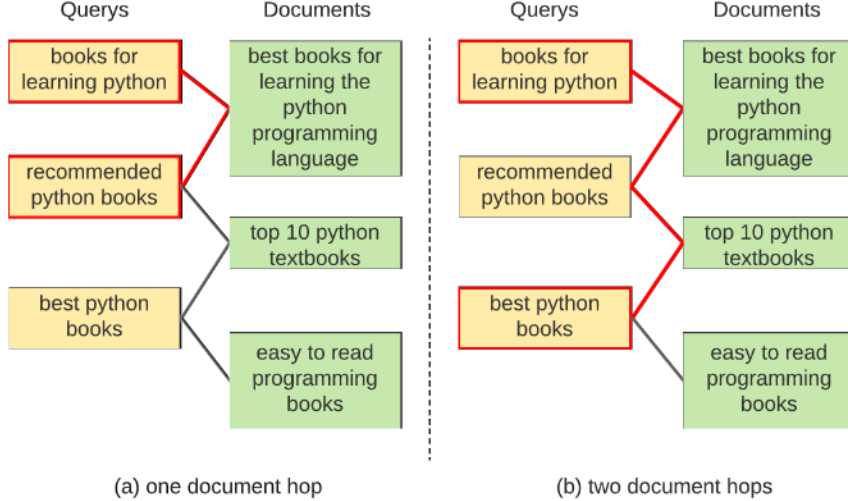 Querys
Documents
books for
learning python
best books for
learning the
python
programming
language
recommended
python books
top 10 python
textbooks
best python
books
easy to read
programming
books
(a) one document hop
Querys
Documents
books for
learning python
best books for
learning the
python
programming
language
recommended
python books
top 10 python
textbooks
best python
books
easy to read
programming
books
(b) two document hops